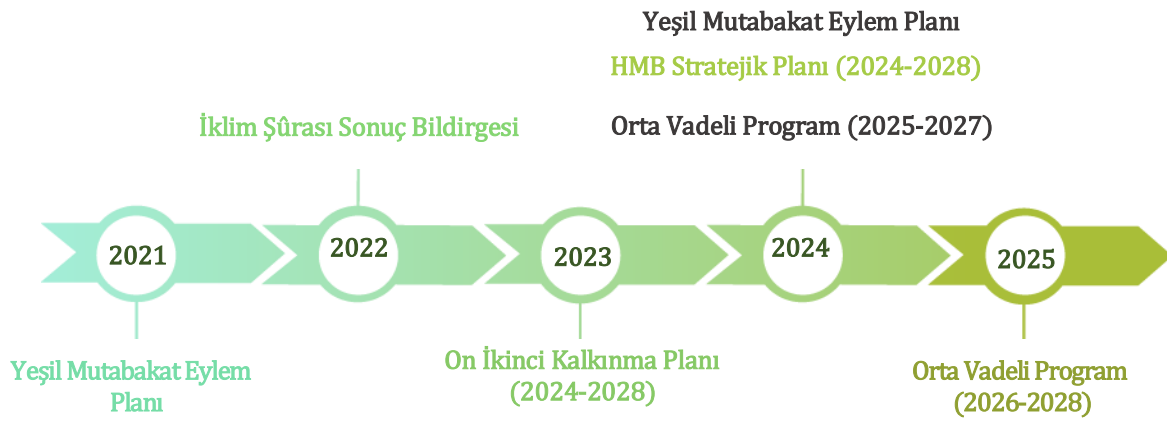 Yeşil Mutabakat Eylem Planı
HMB Stratejik Planı (2024-2028)
İklim Şûrası Sonuç Bildirgesi
Orta Vadeli Program (2025-2027)
2021
2022
2023
2024
2025
Yeşil Mutabakat Eylem
Planı
On İkinci Kalkınma Planı
(2024-2028)
Orta Vadeli Program
(2026-2028)